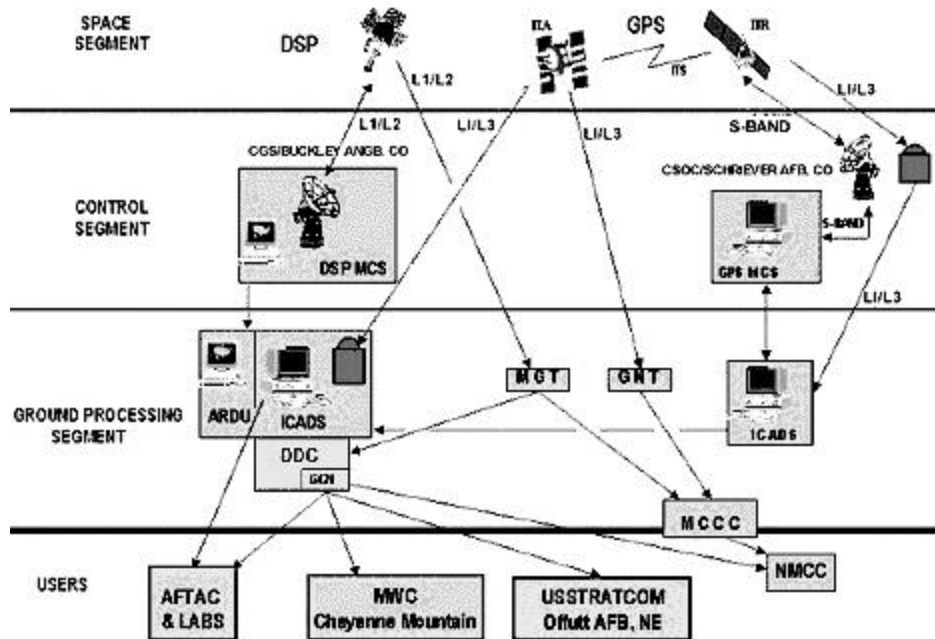 SPACE
SEGMENT
DSP
IIA
GPS
IIR
ITS
L1/L2
L1/L2
LI/L3
LI/L3
LI/L3
S-BAND
CGS/BUCKLEY ANGB, CO
CSOC/SCHRIEVER AFB, CO
CONTROL
SEGMENT
DSP MCS
S-BAND
GPS MCS
LI/L3
GROUND PROCESSING
SEGMENT
ARDU
ICADS
MGT
GNT
ICADS
DDC
MCCC
USERS
AFTAC
& LABS
MWC
Cheyenne Mountain
USSTRATCOM
Offutt AFB, NE
NMCC